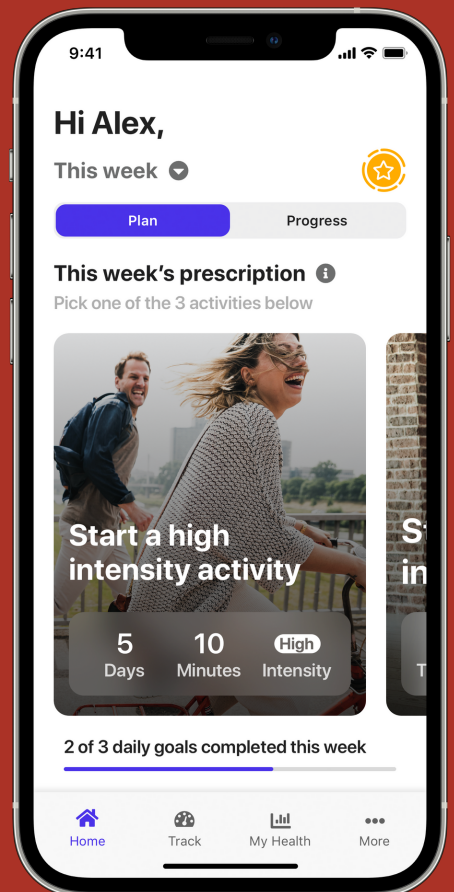 9:41
Hi Alex,
This week
Plan
Progress
This week's prescription
Pick one of the 3 activities below
Start a high
intensity activity
5
Days
10
Minutes
High
Intensity
2 of 3 daily goals completed this week
Home
Track
My Health
More